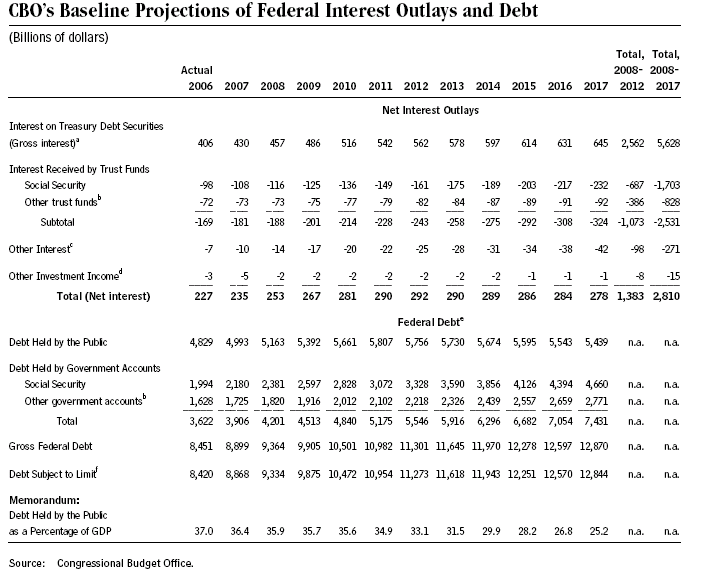 CBO's Baseline Projections of Federal Interest Outlays and Debt
(Billions of dollars)
Total, Total,
Actual 2008- 2008-
2006 2007 2008 2009 2010 2011 2012 2013 2014 2015 2016 2017 2012 2017
Net Interest Outlays
Interest on Treasury Debt Securities
(Gross interest)a 406 430 457 486 516 542 562 578 597 614 631 645 2,562 5,628
Interest Received by Trust Funds
Social Security -98 -108 -116 -125 -136 -149 -161 -175 -189 -203 -217 -232 -687 -1,703
Other trust fundsb -72 -73 -73 -75 -77 -79 -82 -84 -87 -89 -91 -92 -386 -828
Subtotal -169 -181 -188 -201 -214 -228 -243 -258 -275 -292 -308 -324 -1,073 -2,531
Other Interestc -7 -10 -14 -17 -20 -22 -25 -28 -31 -34 -38 -42 -98 -271
Other Investment Incomed -3 -5 -2 -2 -2 -2 -2 -2 -2 -1 -1 -1 -8 -15
Total (Net interest) 227 235 253 267 281 290 292 290 289 286 284 278 1,383 2,810
Federal Debte
Debt Held by the Public 4,829 4,993 5,163 5,392 5,661 5,807 5,756 5,730 5,674 5,595 5,543 5,439 n.a. n.a.
Debt Held by Government Accounts
Social Security 1,994 2,180 2,381 2,597 2,828 3,072 3,328 3,590 3,856 4,126 4,394 4,660 n.a. n.a.
Other government accountsb 1,628 1,725 1,820 1,916 2,012 2,102 2,218 2,326 2,439 2,557 2,659 2,771 n.a. n.a.
Total 3,622 3,906 4,201 4,513 4,840 5,175 5,546 5,916 6,296 6,682 7,054 7,431 n.a. n.a.
Gross Federal Debt 8,451 8,899 9,364 9,905 10,501 10,982 11,301 11,645 11,970 12,278 12,597 12,870 n.a. n.a.
Debt Subject to Limitf 8,420 8,868 9,334 9,875 10,472 10,954 11,273 11,618 11,943 12,251 12,570 12,844 n.a. n.a.
Memorandum:
Debt Held by the Public
as a Percentage of GDP 37.0 36.4 35.9 35.7 35.6 34.9 33.1 31.5 29.9 28.2 26.8 25.2 n.a. n.a.
Source: Congressional Budget Office.